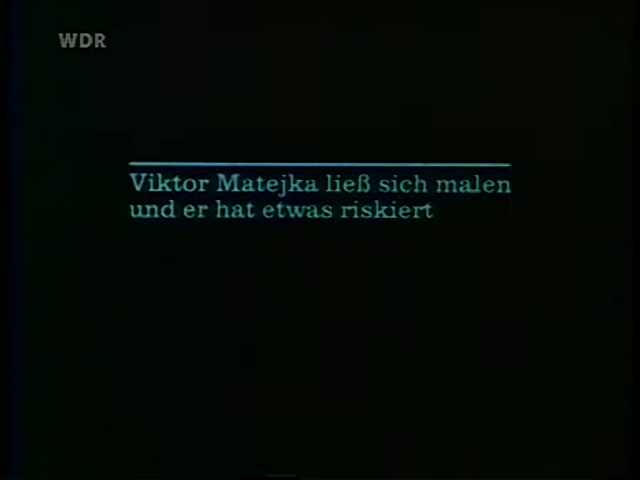 WDR
Viktor Matejka ließ sich malen
und er hat etwas riskiert